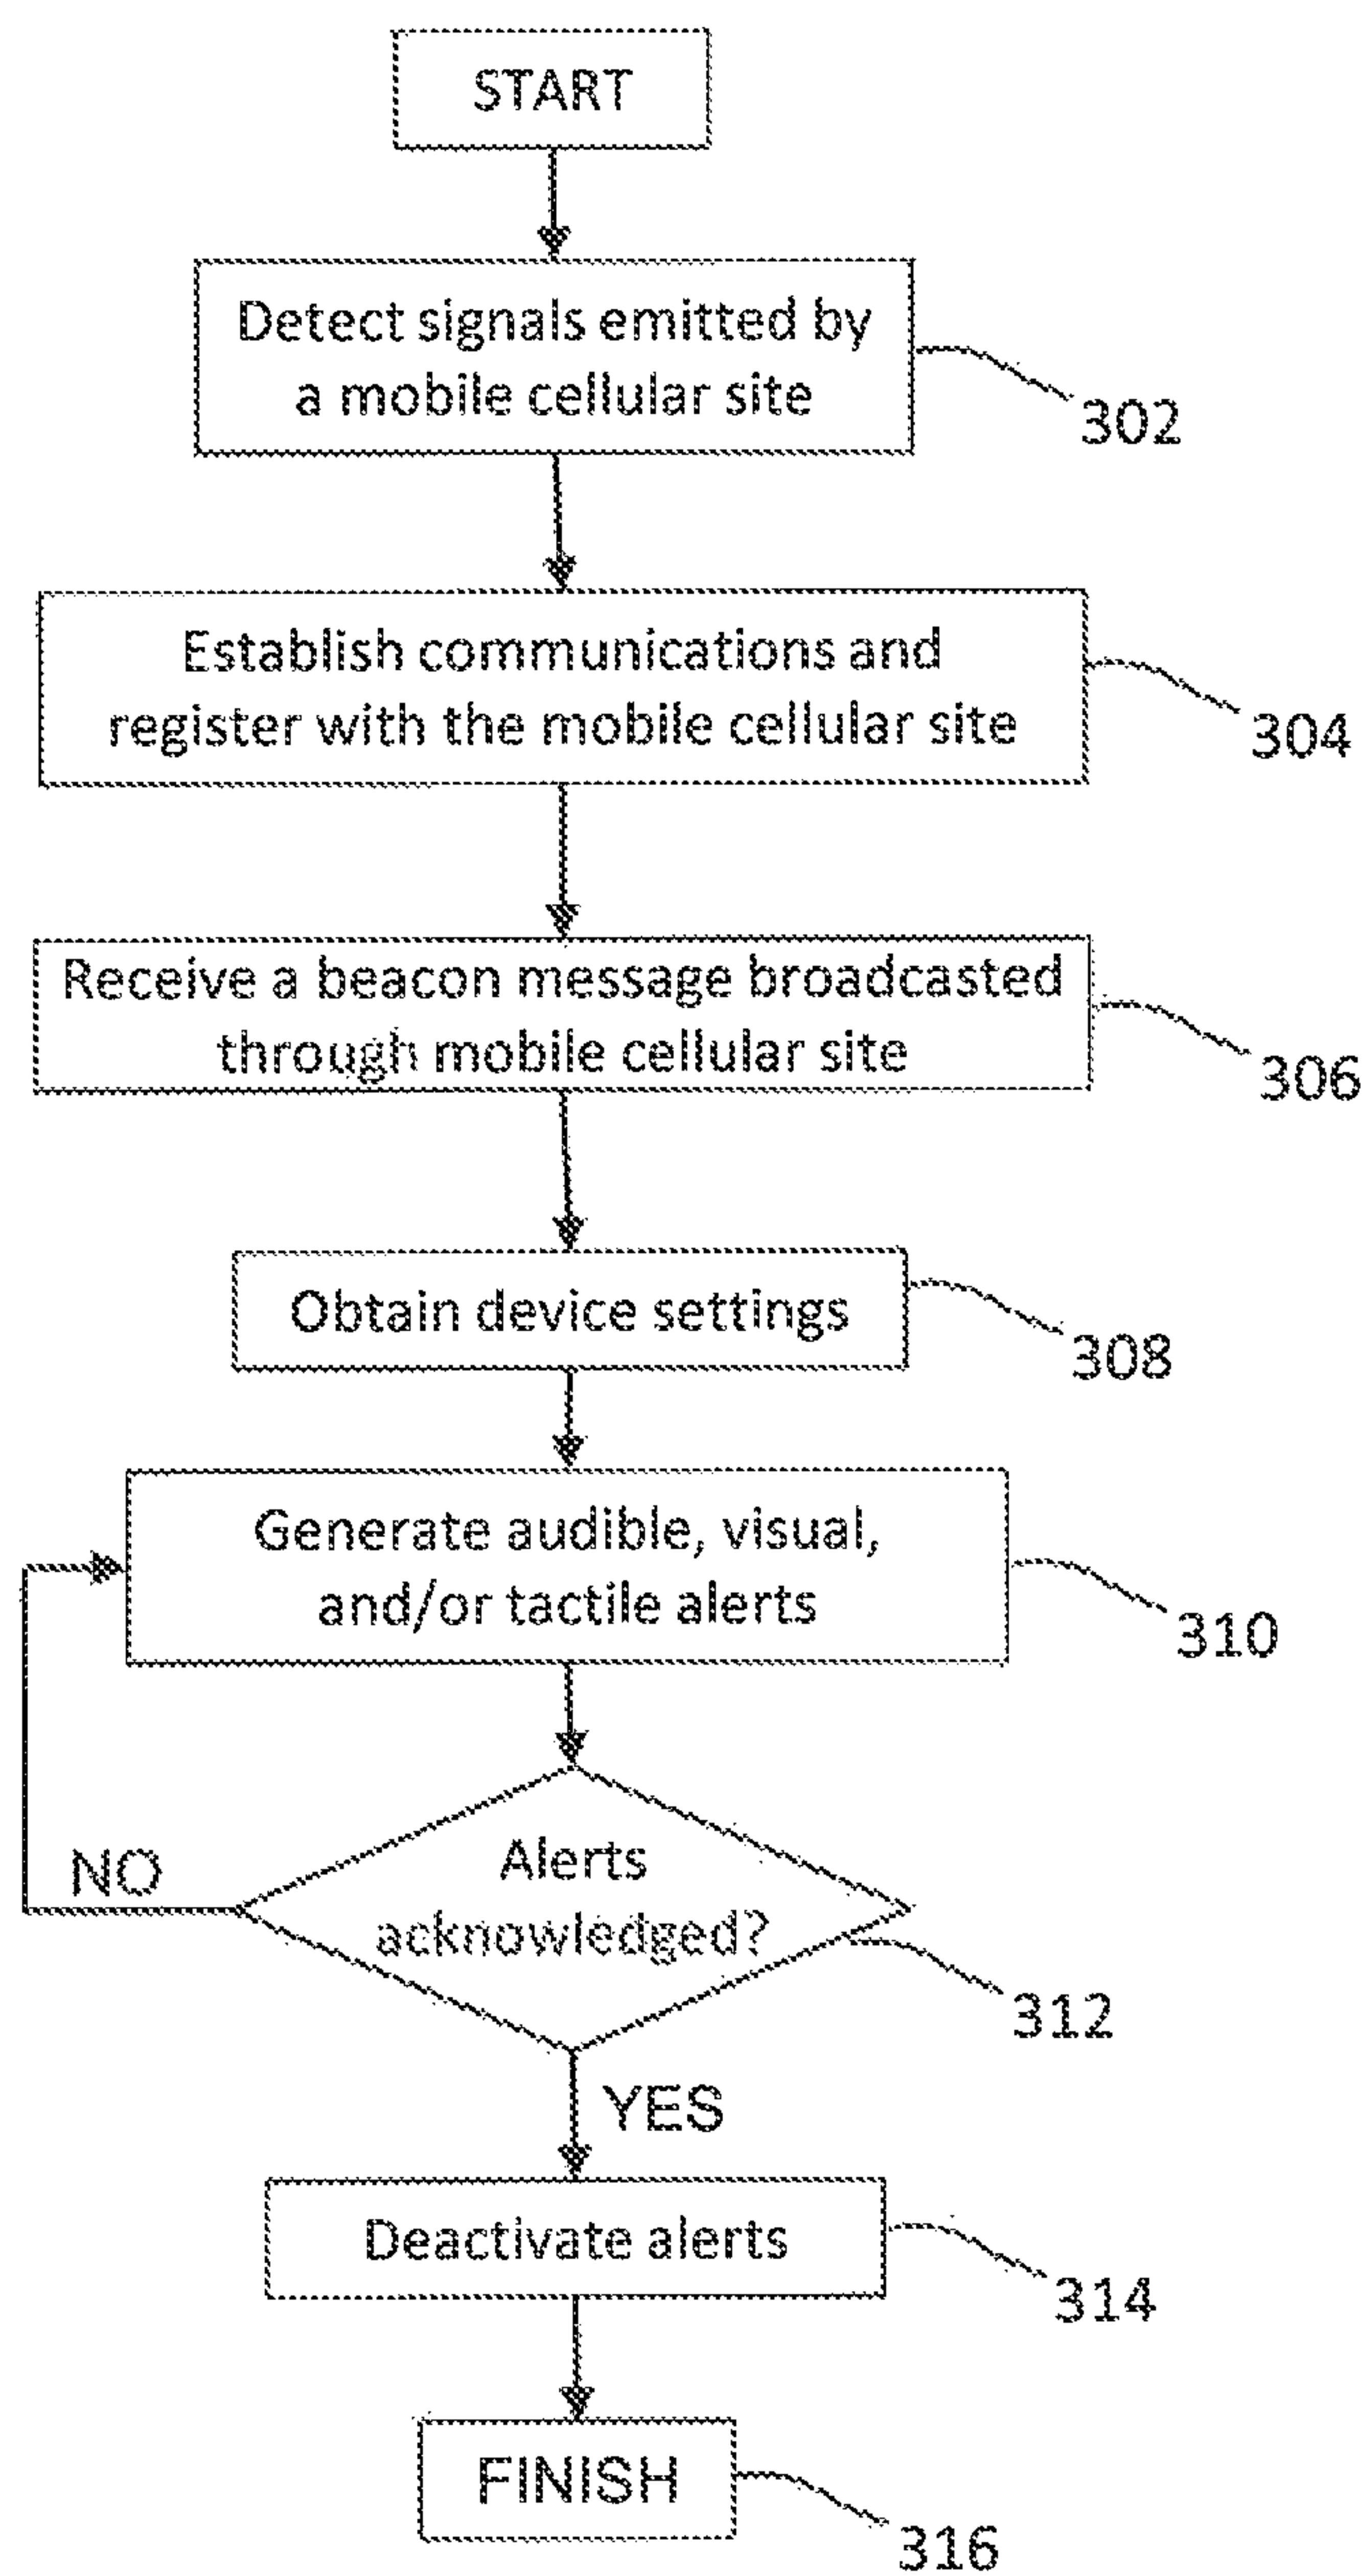 START
Detect signals emitted by
a mobile cellular site
302
Establish communications and
register with the mobile cellular site
304
Receive a beacon message broadcasted
through mobile cellular site
306
Obtain device settings
308
Generate audible, visual,
and/or tactile alerts
310
Alerts
acknowledged?
NO
312
YES
Deactivate alerts
314
FINISH
316